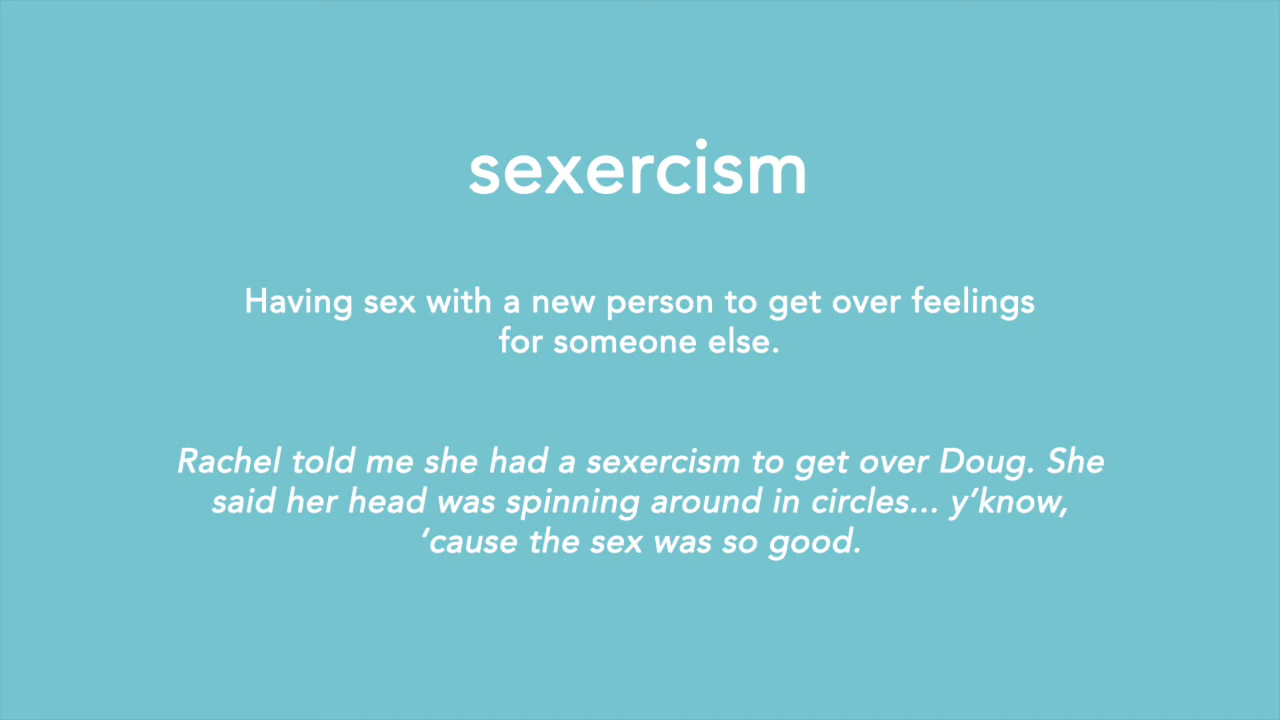 sexercism
Having sex with a new person to get over feelings
for someone else.
Rachel told me she had a sexercism to get over Doug. She
said her head was spinning around in circles... y’know,
’cause the sex was so good.